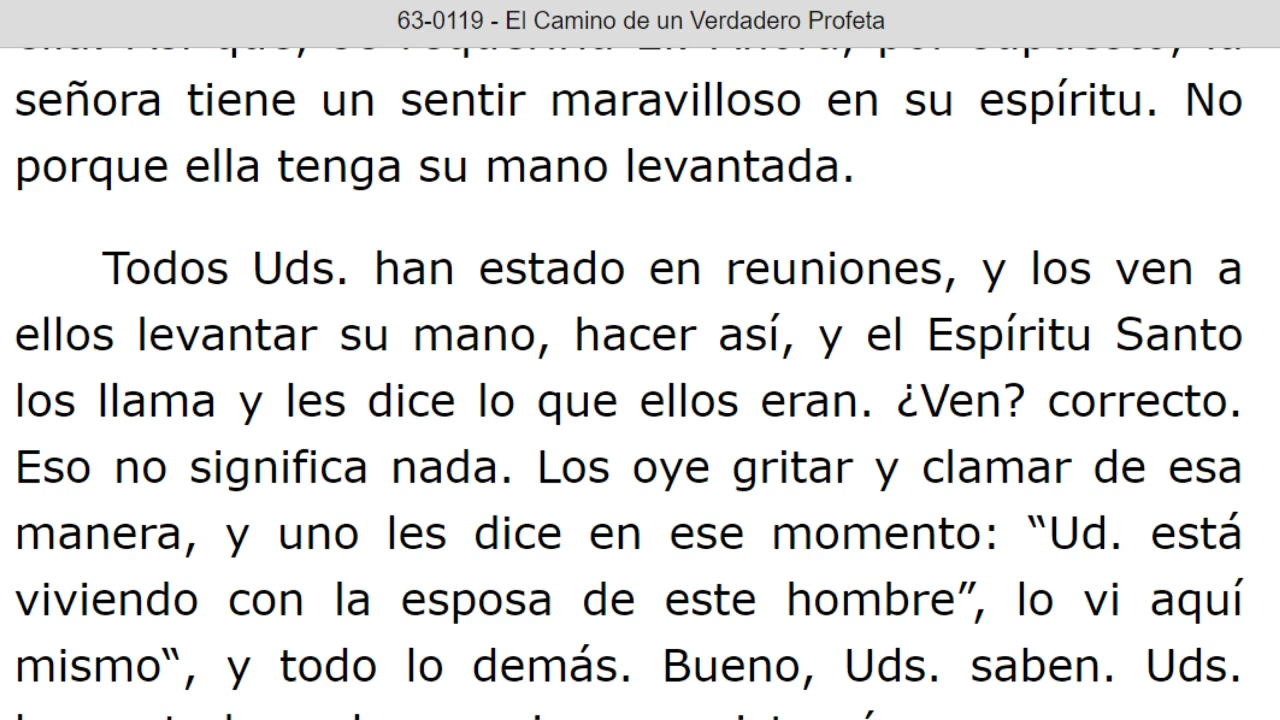 63-0119 - El Camino de un Verdadero Profeta
señora tiene un sentir maravilloso en su espíritu. No
porque ella tenga su mano levantada.
Todos Uds. han estado en reuniones, y los ven a
ellos levantar su mano, hacer así, y el Espíritu Santo
los llama y les dice lo que ellos eran. ¿Ven? correcto.
Eso no significa nada. Los oye gritar y clamar de esa
manera, y uno les dice en ese momento: “Ud. está
viviendo con la esposa de este hombre”, lo vi aquí
mismo“, y todo lo demás. Bueno, Uds. saben. Uds.